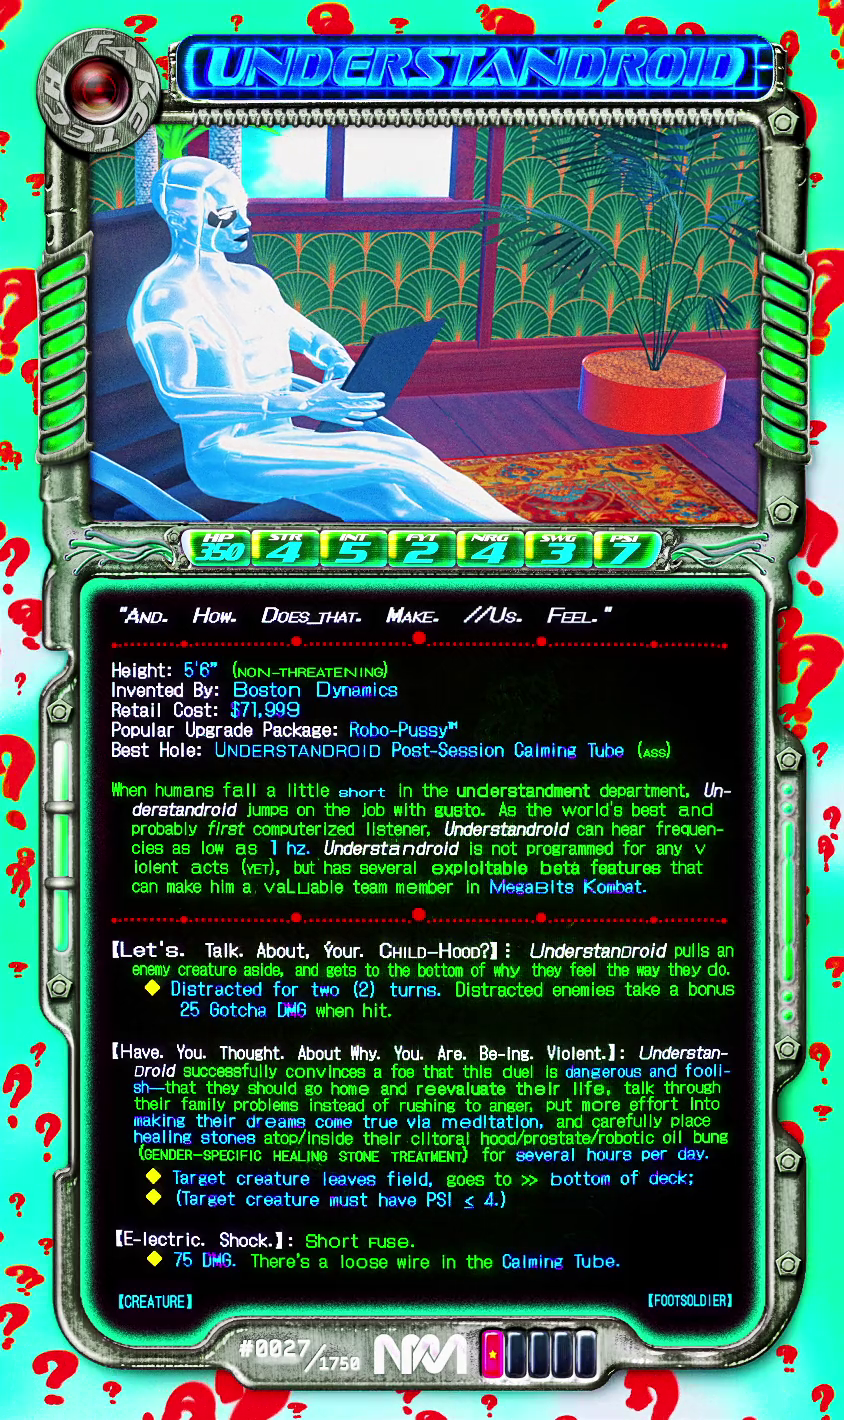 FAKE TECH
UNDERSTANDROID
HP 350 STR 4 INT 5 FYT 2 NRG 4 SWG 3 PSI 7
"And. How. Does_that. Make. //Us. Feel."
Height: 5'6" (NON-THREATENING)
Invented By: Boston Dynamics
Retail Cost: $71,999
Popular Upgrade Package: Robo-Pussy™
Best Hole: UNDERSTANDROID Post-Session Calming Tube (ASS)
When humans fall a little short in the understandment department, Un-
derstandroid jumps on the job with gusto. As the world's best and
probably first computerized listener, Understandroid can hear frequen-
cies as low as 1 hz. Understandroid is not programmed for any v
iolent acts (YET), but has several exploitable beta features that
can make him a vaLuable team member in MegaBits Kombat.
【Let's. Talk. About, Your. CHILD-HOOD?】: UnderstanDroid pulls an
enemy creature aside, and gets to the bottom of why they feel the way they do.
◆ Distracted for two (2) turns. Distracted enemies take a bonus
25 Gotcha DMG when hit.
【Have. You. Thought. About Why. You. Are. Be-ing. Violent.】: Understan-
Droid successfully convinces a foe that this duel is dangerous and fooli-
sh—that they should go home and reevaluate their life, talk through
their family problems instead of rushing to anger, put more effort into
making their dreams come true via meditation, and carefully place
healing stones atop/inside their clitoral hood/prostate/robotic oil bung
(GENDER-SPECIFIC HEALING STONE TREATMENT) for several hours per day.
◆ Target creature leaves field, goes to >> bottom of deck;
◆ (Target creature must have PSI ≤ 4.)
【E-lectric. Shock.】: Short Fuse.
◆ 75 DMG. There's a loose wire in the Calming Tube.
【CREATURE】 【FOOTSOLDIER】
#0027/1750